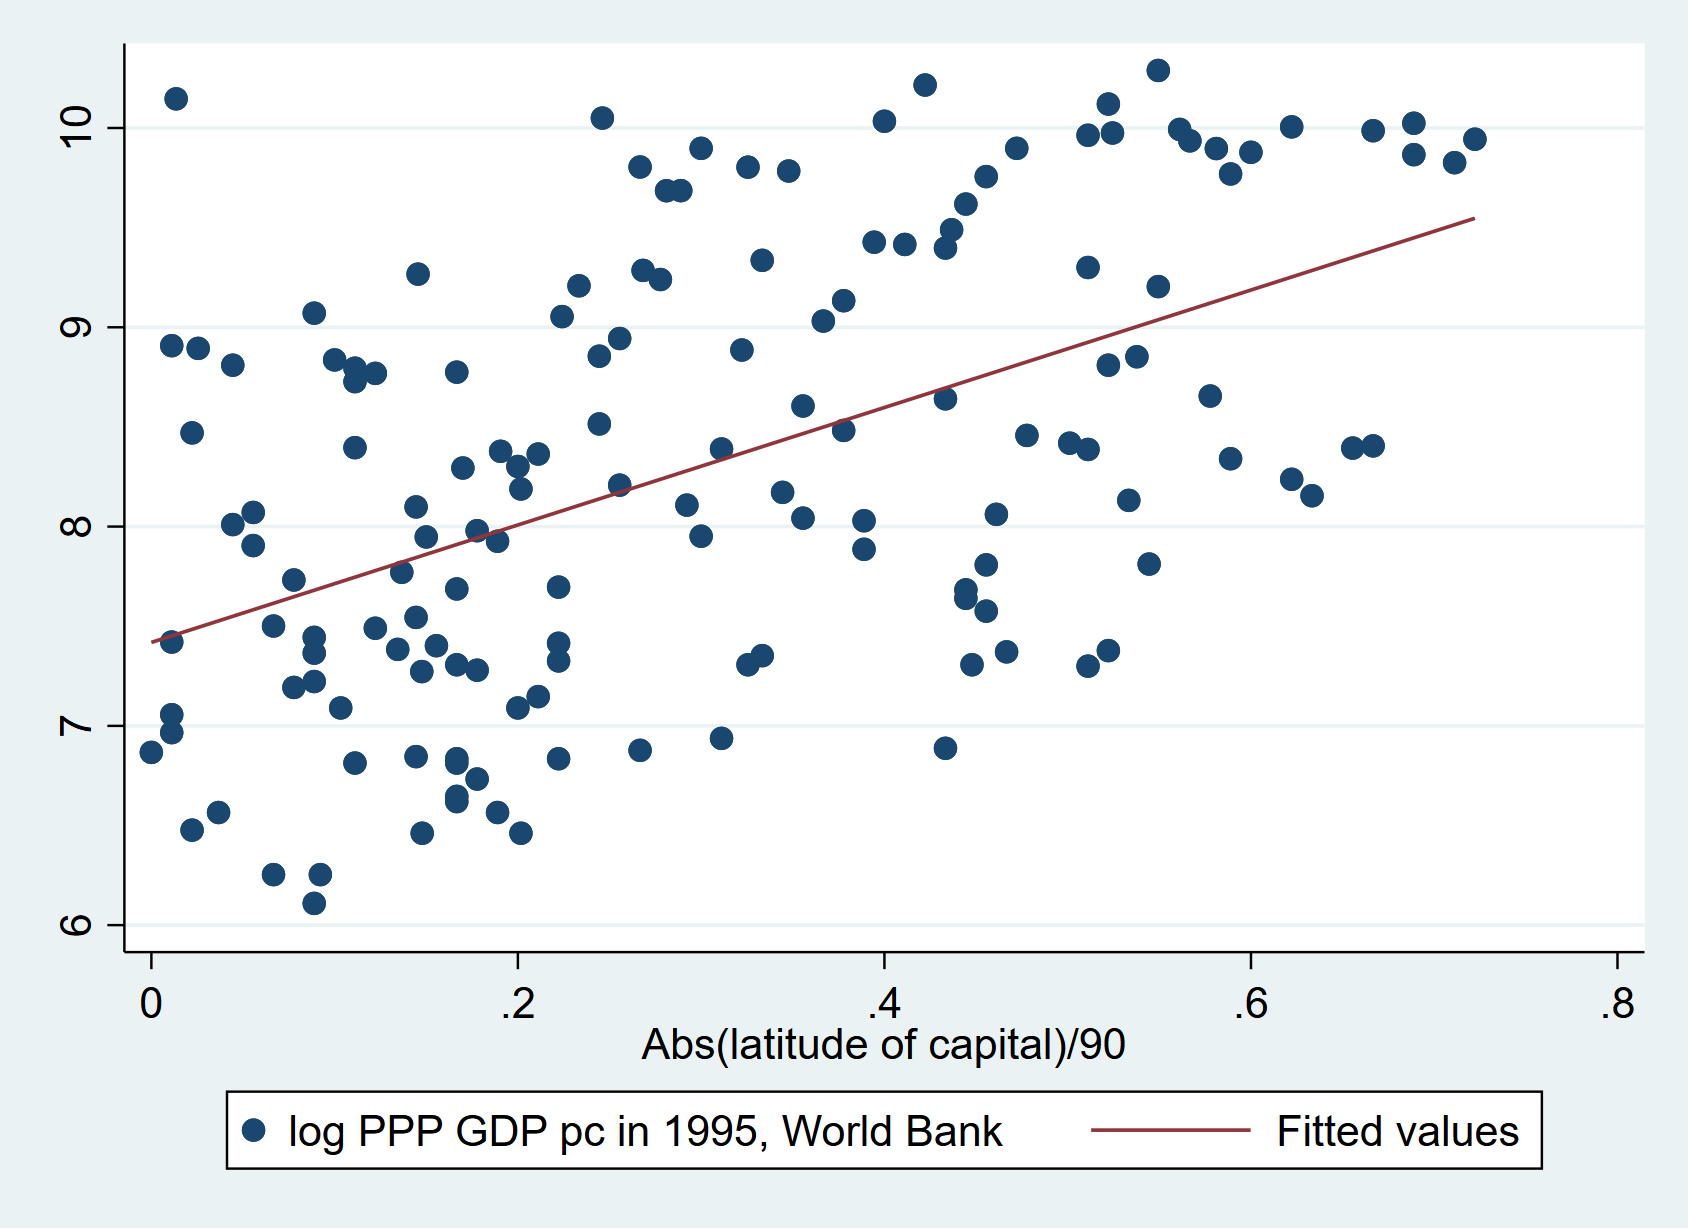 10
9
8
7
6
0 .2 .4 .6 .8
Abs(latitude of capital)/90
log PPP GDP pc in 1995, World Bank Fitted values